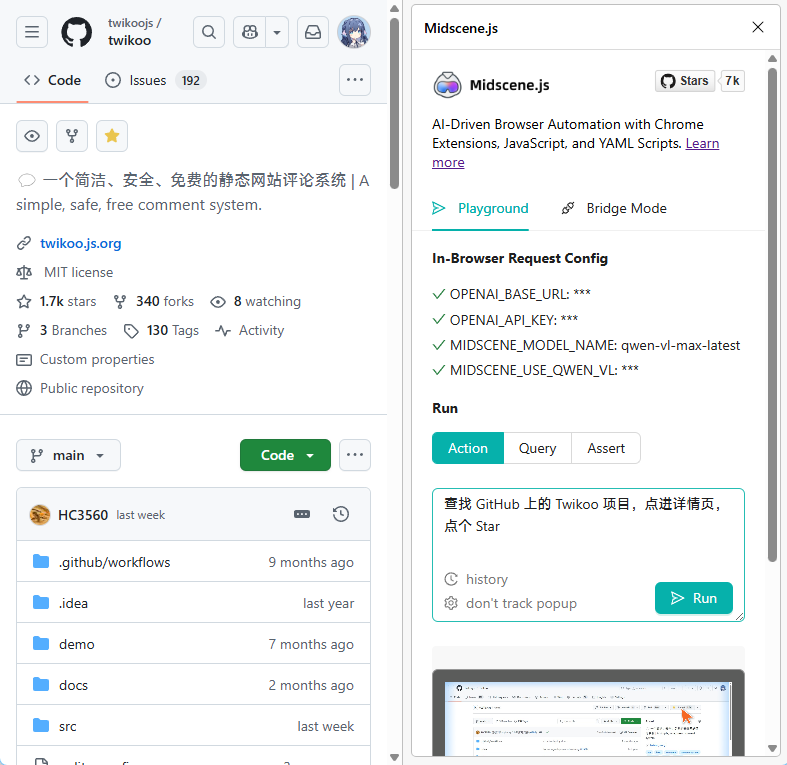 twikoojs /
twikoo
Code
Issues 192
一个简洁、安全、免费的静态网站评论系统 | A
simple, safe, free comment system.
twikoo.js.org
MIT license
1.7k stars 340 forks 8 watching
3 Branches 130 Tags Activity
Custom properties
Public repository
main Code
HC3560 last week
.github/workflows 9 months ago
.idea last year
demo 7 months ago
docs 2 months ago
src last week
Midscene.js
Midscene.js
Stars 7k
AI-Driven Browser Automation with Chrome
Extensions, JavaScript, and YAML Scripts. Learn
more
Playground Bridge Mode
In-Browser Request Config
OPENAI_BASE_URL: ***
OPENAI_API_KEY: ***
MIDSCENE_MODEL_NAME: qwen-vl-max-latest
MIDSCENE_USE_QWEN_VL: ***
Run
Action Query Assert
查找 GitHub 上的 Twikoo 项目，点进详情页，
点个 Star
history
don't track popup
Run